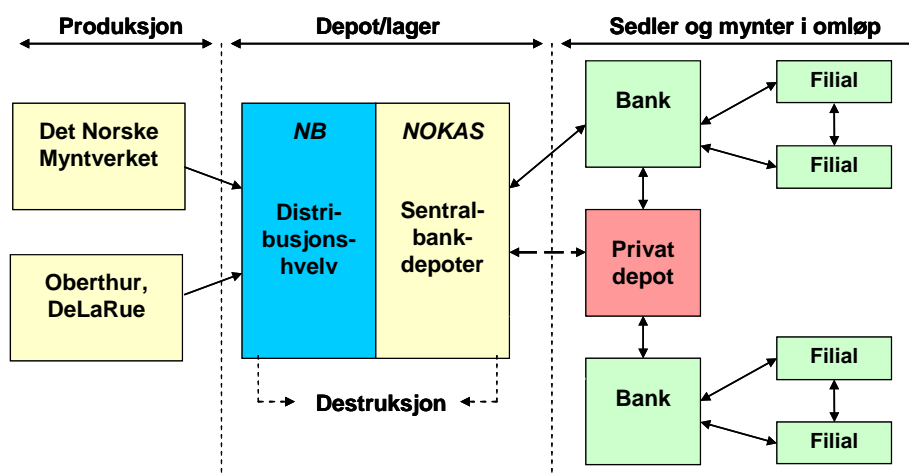 Produksjon
Depot/lager
Sedler og mynter i omløp
Det Norske
Myntverket
Oberthur,
DeLaRue
NB
Distri-
busjons-
hvelv
NOKAS
Sentral-
bank-
depoter
Destruksjon
Bank
Filial
Filial
Privat
depot
Bank
Filial
Filial